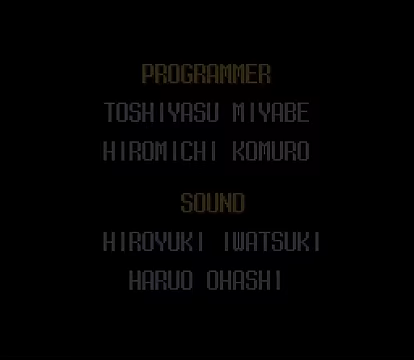 PROGRAMMER
TOSHIYASU MIYABE
HIROMICHI KOMURO
SOUND
HIROYUKI IWATSUKI
HARUO OHASHI